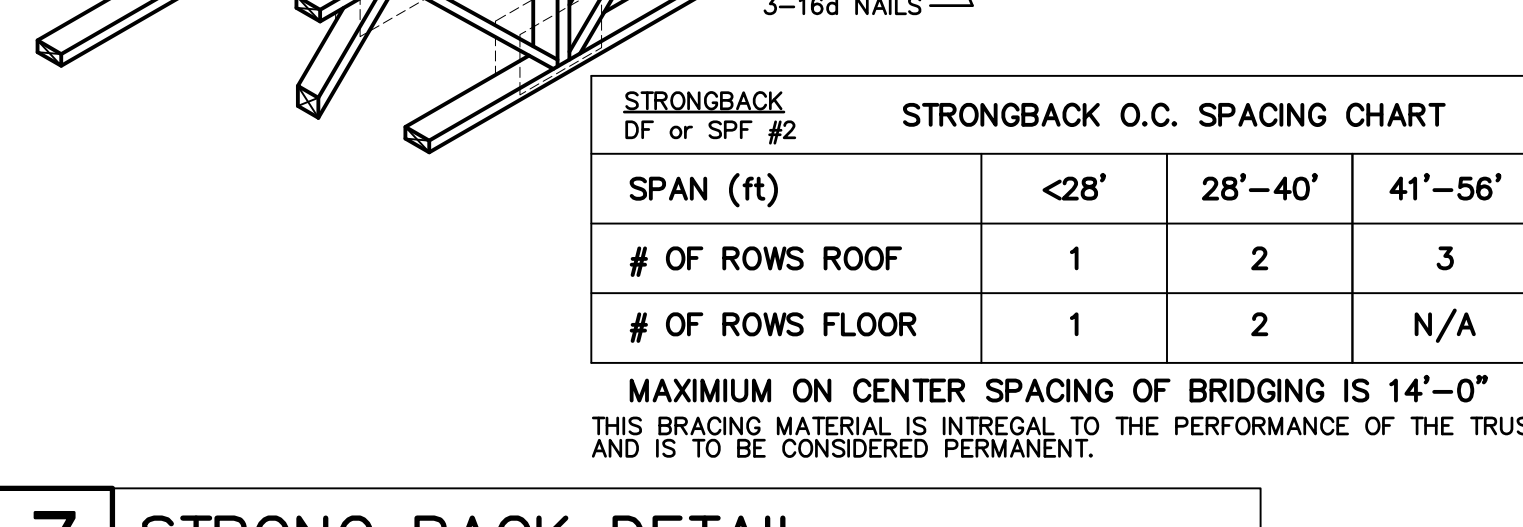 3-16d NAILS
STRONGBACK
DF or SPF #2
STRONGBACK O.C. SPACING CHART
SPAN (ft) <28' 28'-40' 41'-56'
# OF ROWS ROOF 1 2 3
# OF ROWS FLOOR 1 2 N/A
MAXIMIUM ON CENTER SPACING OF BRIDGING IS 14'-0"
THIS BRACING MATERIAL IS INTREGAL TO THE PERFORMANCE OF THE TRUS
AND IS TO BE CONSIDERED PERMANENT.
STRONG BACK DETAIL